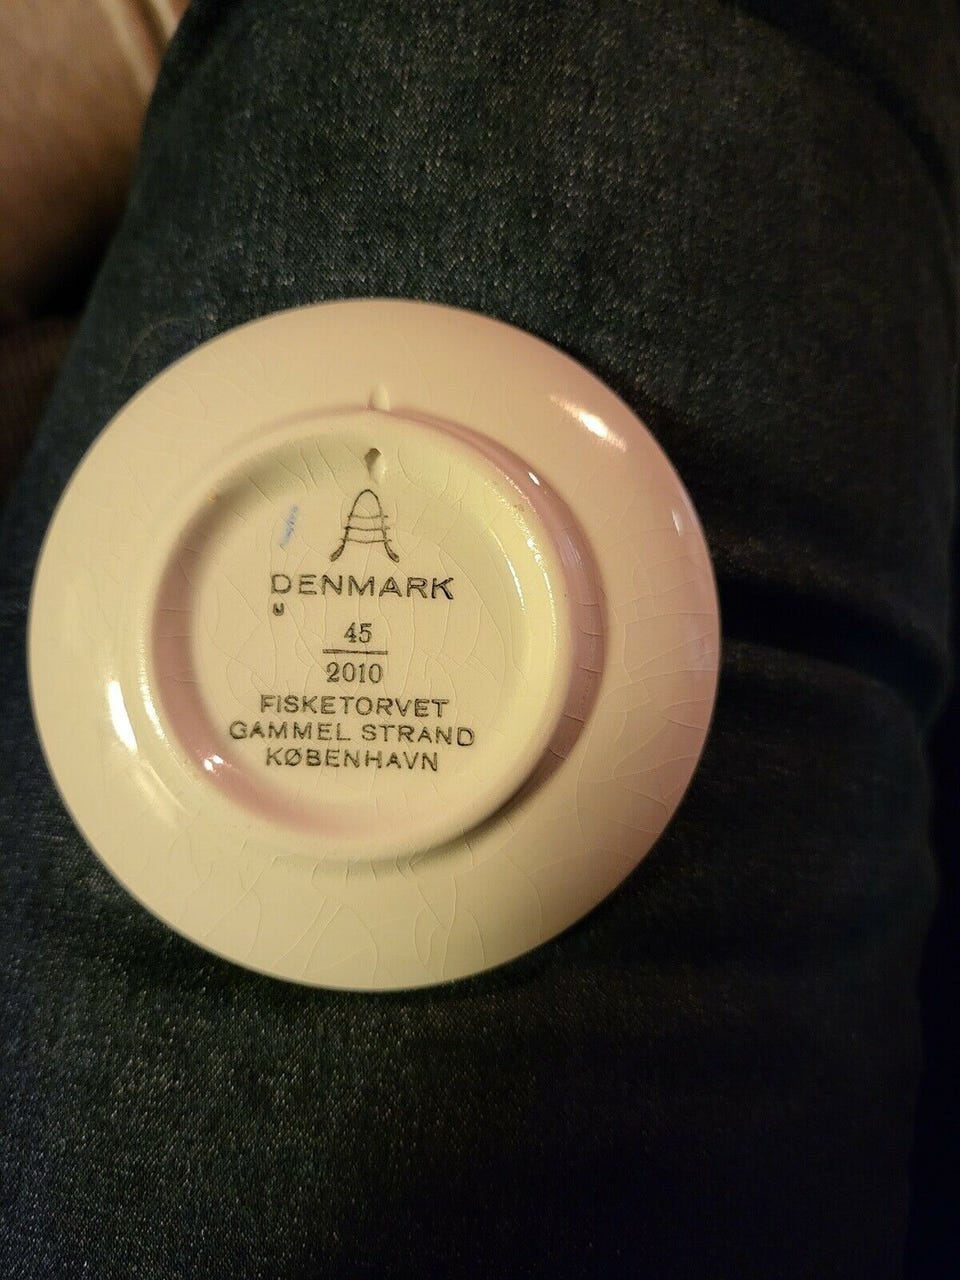 DENMARK
45
2010
FISKETORVET
GAMMEL STRAND
KØBENHAVN